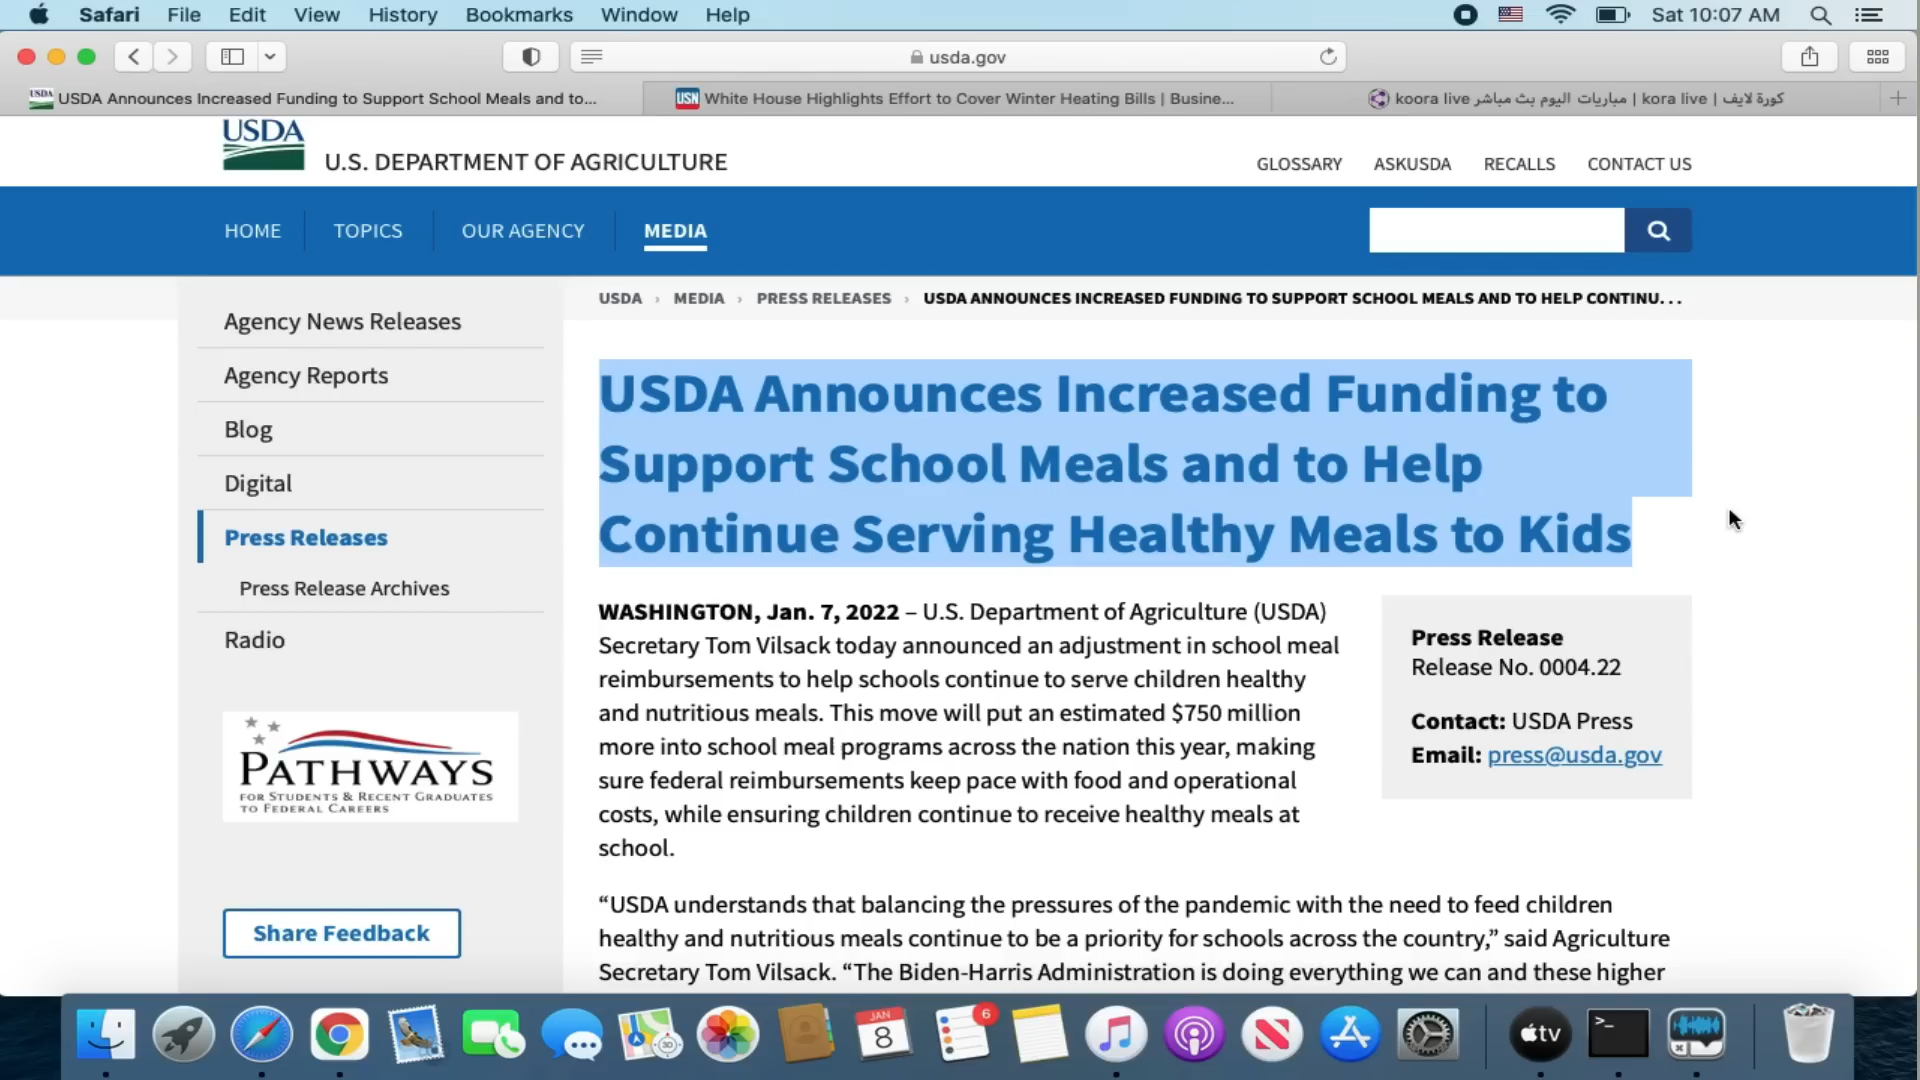 Safari File Edit View History Bookmarks Window Help Sat 10:07 AM
usda.gov
USDA USDA Announces Increased Funding to Support School Meals and to...
USN White House Highlights Effort to Cover Winter Heating Bills | Busine...
كورة لايف | kora live | مباريات اليوم بث مباشر koora live
USDA
U.S. DEPARTMENT OF AGRICULTURE
GLOSSARY ASKUSDA RECALLS CONTACT US
HOME TOPICS OUR AGENCY MEDIA
USDA › MEDIA › PRESS RELEASES › USDA ANNOUNCES INCREASED FUNDING TO SUPPORT SCHOOL MEALS AND TO HELP CONTINU...
Agency News Releases
Agency Reports
Blog
Digital
Press Releases
Press Release Archives
Radio
PATHWAYS
FOR STUDENTS & RECENT GRADUATES
TO FEDERAL CAREERS
Share Feedback
USDA Announces Increased Funding to
Support School Meals and to Help
Continue Serving Healthy Meals to Kids
WASHINGTON, Jan. 7, 2022 – U.S. Department of Agriculture (USDA)
Secretary Tom Vilsack today announced an adjustment in school meal
reimbursements to help schools continue to serve children healthy
and nutritious meals. This move will put an estimated $750 million
more into school meal programs across the nation this year, making
sure federal reimbursements keep pace with food and operational
costs, while ensuring children continue to receive healthy meals at
school.
Press Release
Release No. 0004.22
Contact: USDA Press
Email: press@usda.gov
“USDA understands that balancing the pressures of the pandemic with the need to feed children
healthy and nutritious meals continue to be a priority for schools across the country,” said Agriculture
Secretary Tom Vilsack. “The Biden-Harris Administration is doing everything we can and these higher
3D
JAN
8
6
tv
>_